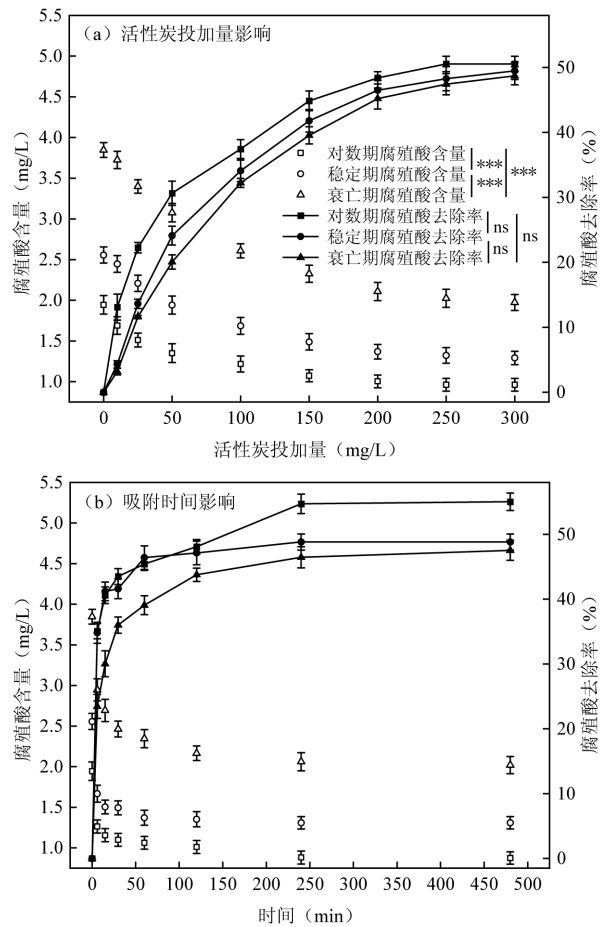 (a) 活性炭投加量影响
5.5
5.0
4.5
4.0
3.5
3.0
2.5
2.0
1.5
1.0
腐殖酸含量 (mg/L)
对数期腐殖酸含量
稳定期腐殖酸含量
衰亡期腐殖酸含量
***
***
***
对数期腐殖酸去除率
稳定期腐殖酸去除率
衰亡期腐殖酸去除率
ns
ns
ns
50
40
30
20
10
0
腐殖酸去除率 (%)
0 50 100 150 200 250 300
活性炭投加量 (mg/L)
(b) 吸附时间影响
5.5
5.0
4.5
4.0
3.5
3.0
2.5
2.0
1.5
1.0
腐殖酸含量 (mg/L)
50
40
30
20
10
0
腐殖酸去除率 (%)
0 50 100 150 200 250 300 350 400 450 500
时间 (min)